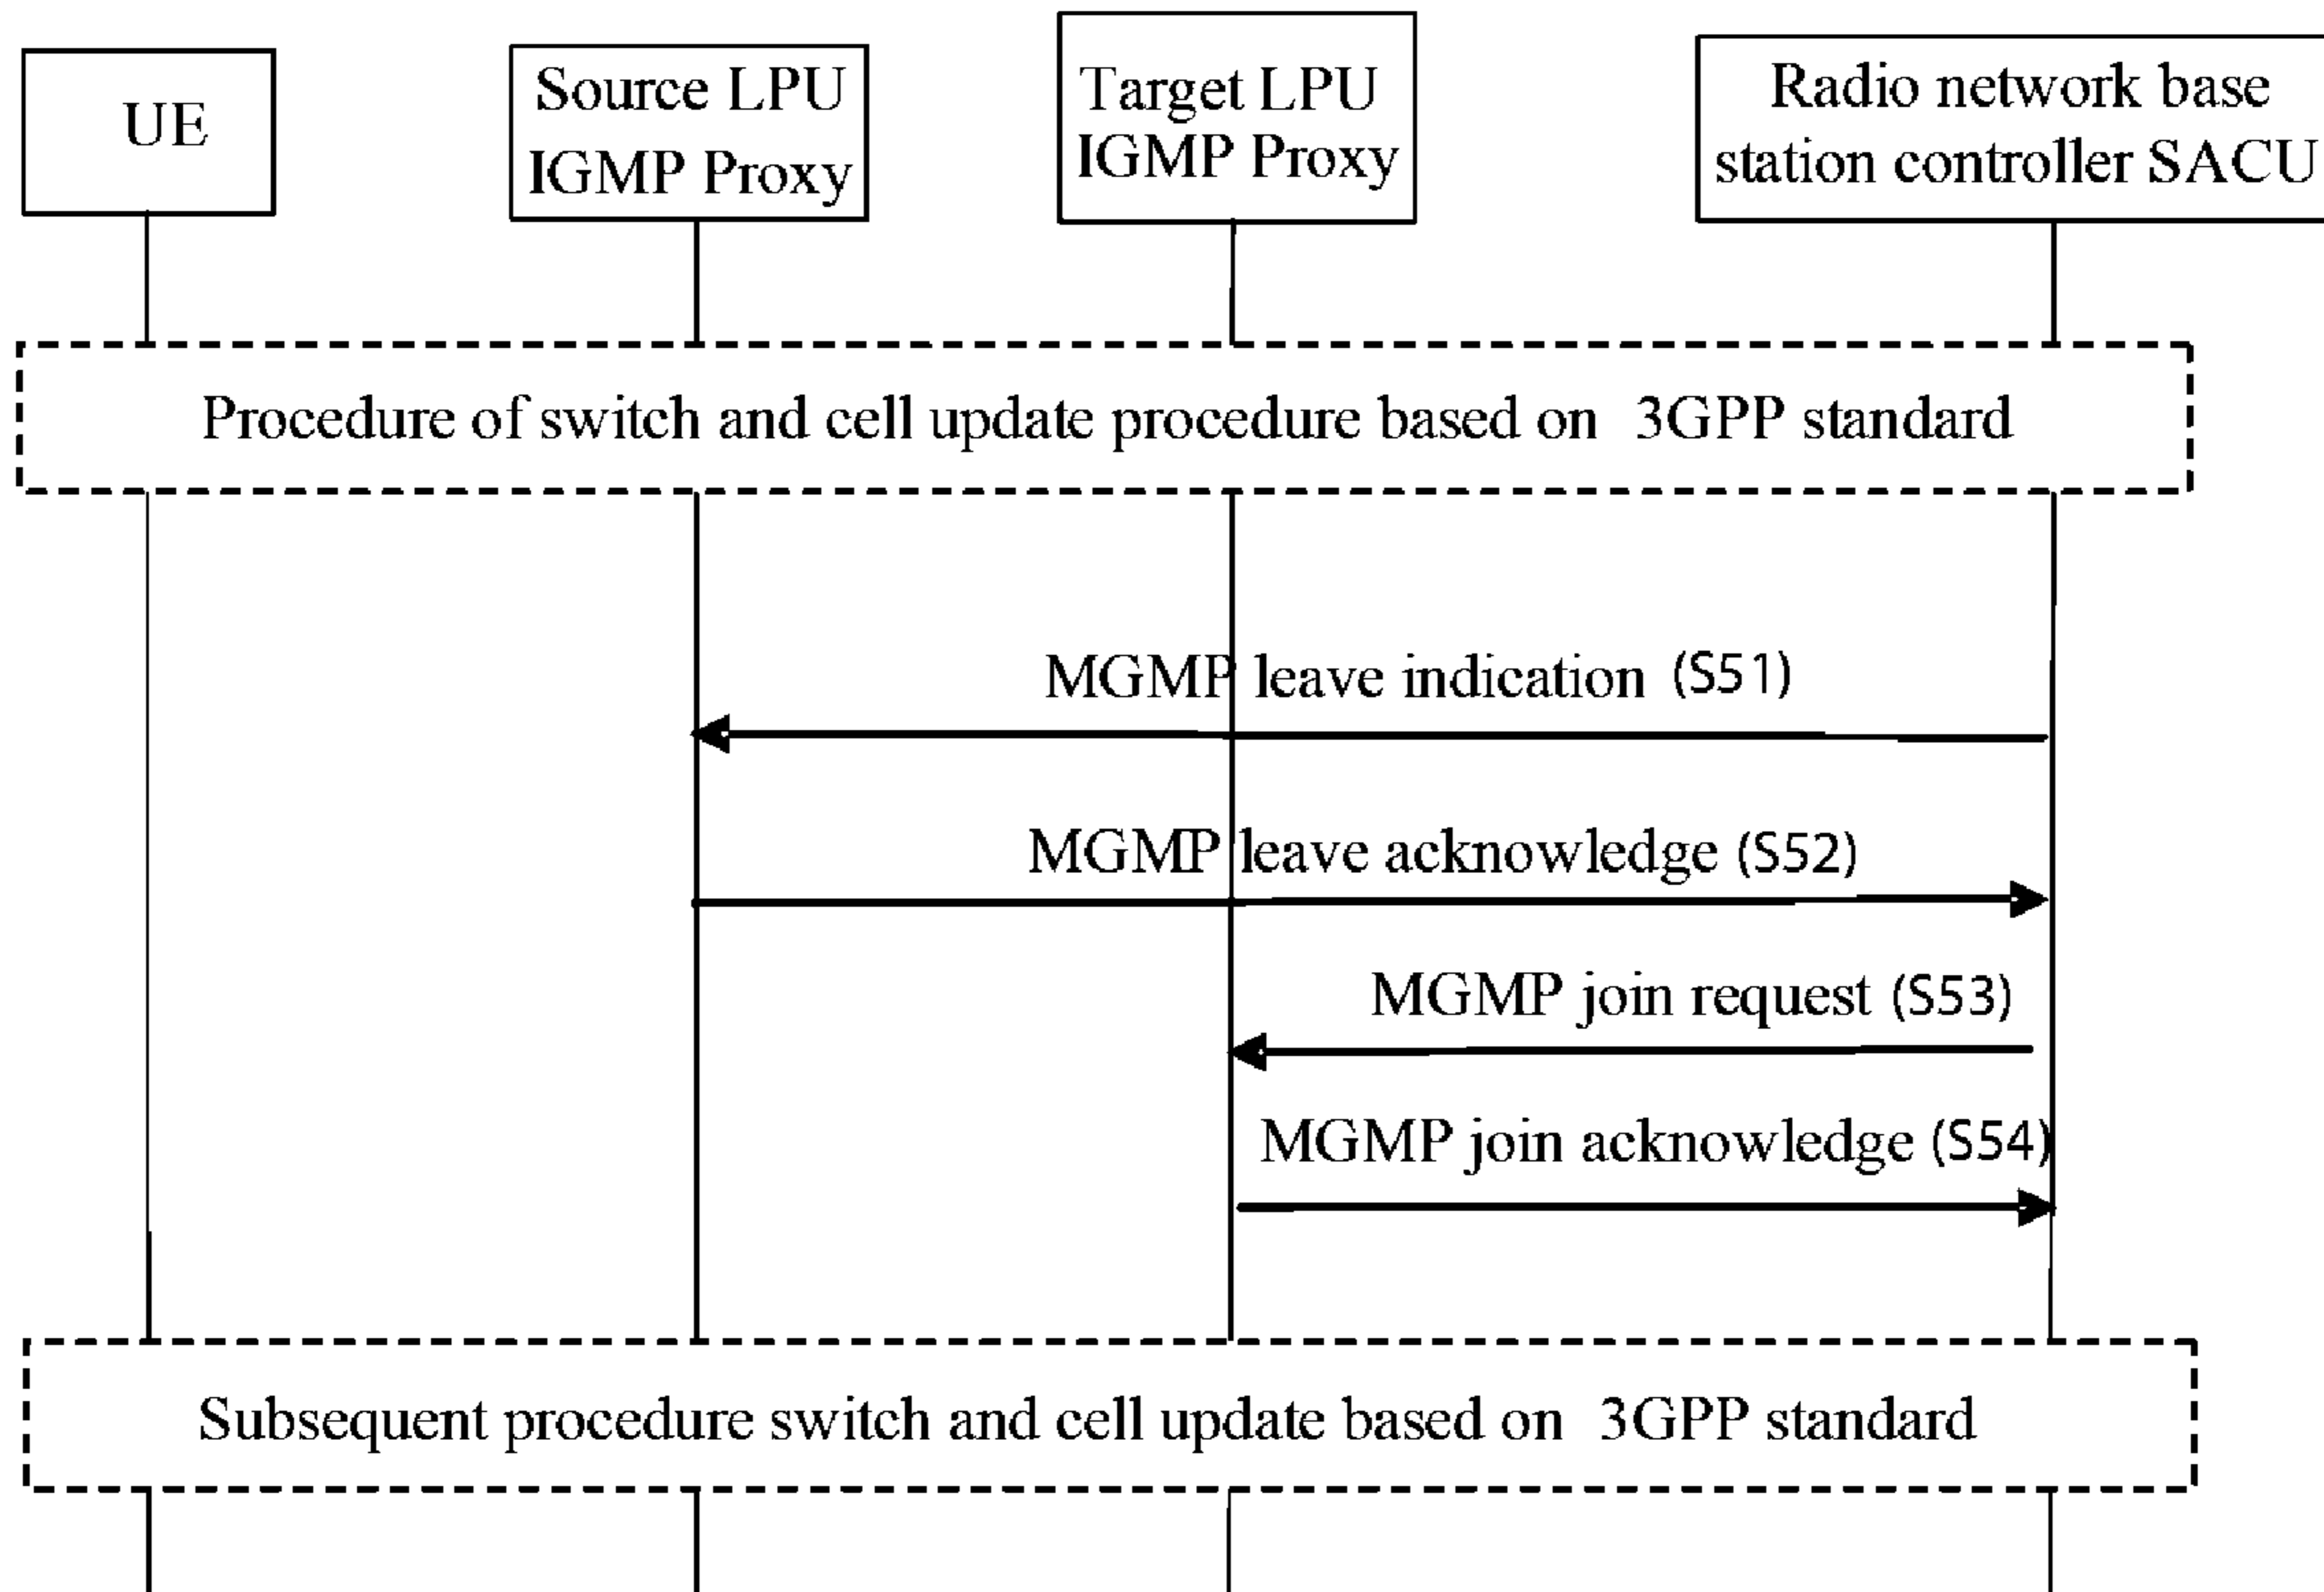 UE
Source LPU
IGMP Proxy
Target LPU
IGMP Proxy
Radio network base
station controller SACU
Procedure of switch and cell update procedure based on 3GPP standard
MGMP leave indication (S51)
MGMP leave acknowledge (S52)
MGMP join request (S53)
MGMP join acknowledge (S54)
Subsequent procedure switch and cell update based on 3GPP standard